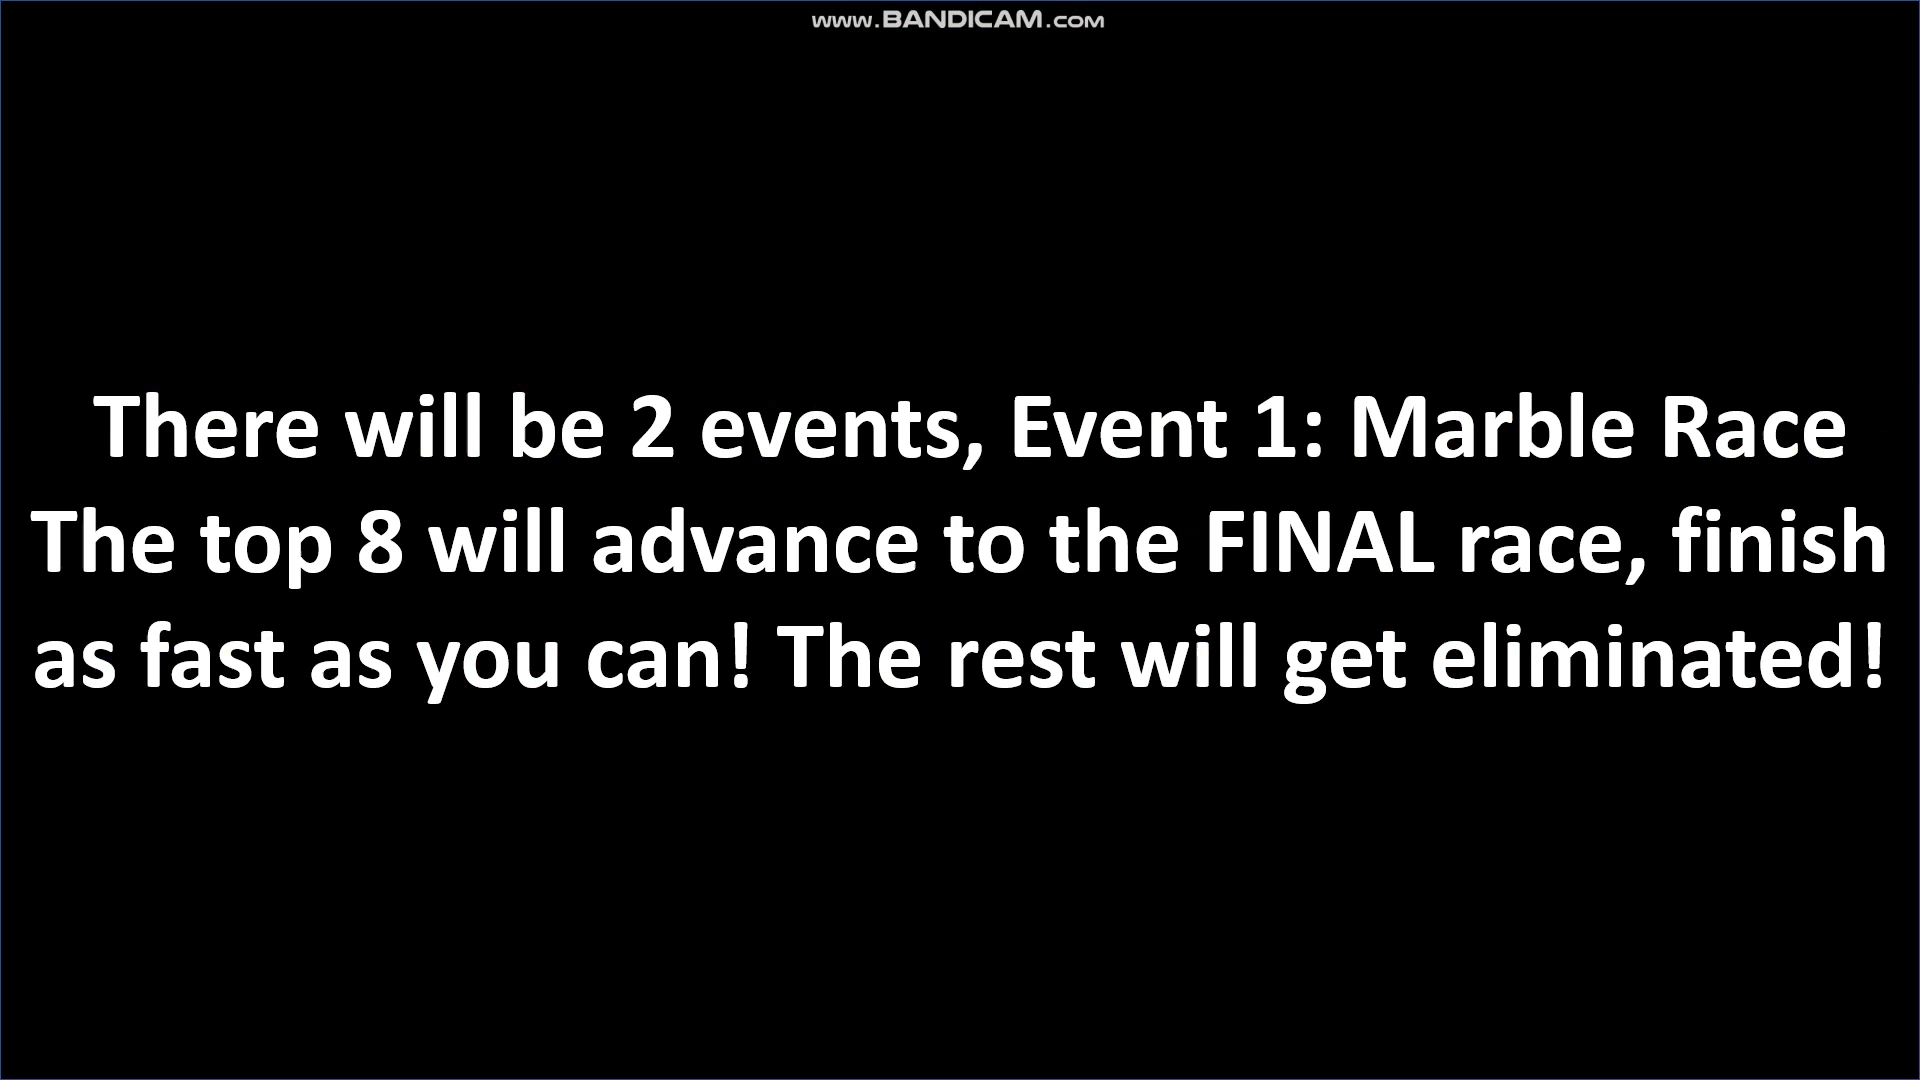 www.BANDICAM.com
There will be 2 events, Event 1: Marble Race
The top 8 will advance to the FINAL race, finish
as fast as you can! The rest will get eliminated!